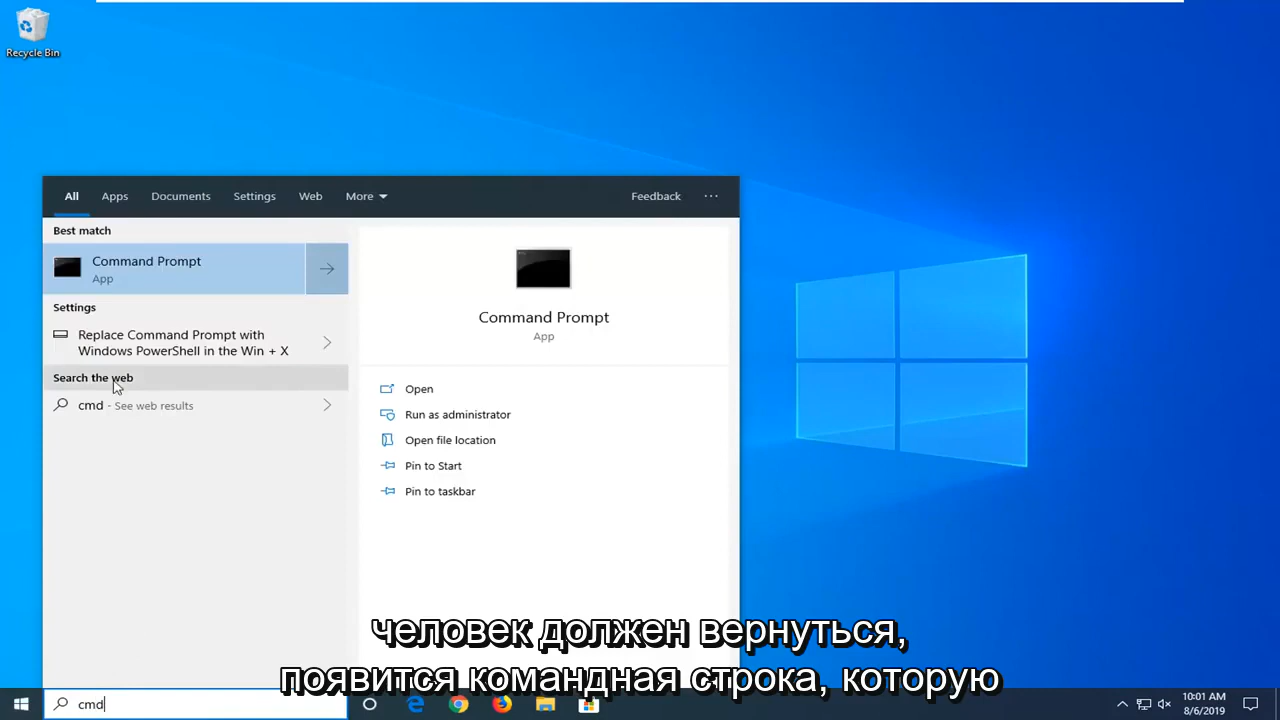 Recycle Bin
All Apps Documents Settings Web More Feedback ...
Best match
Command Prompt
App
Settings
Replace Command Prompt with
Windows PowerShell in the Win + X
Search the web
cmd - See web results
Command Prompt
App
Open
Run as administrator
Open file location
Pin to Start
Pin to taskbar
человек должен вернуться,
появится командная строка, которую
cmd
10:01 AM
8/6/2019